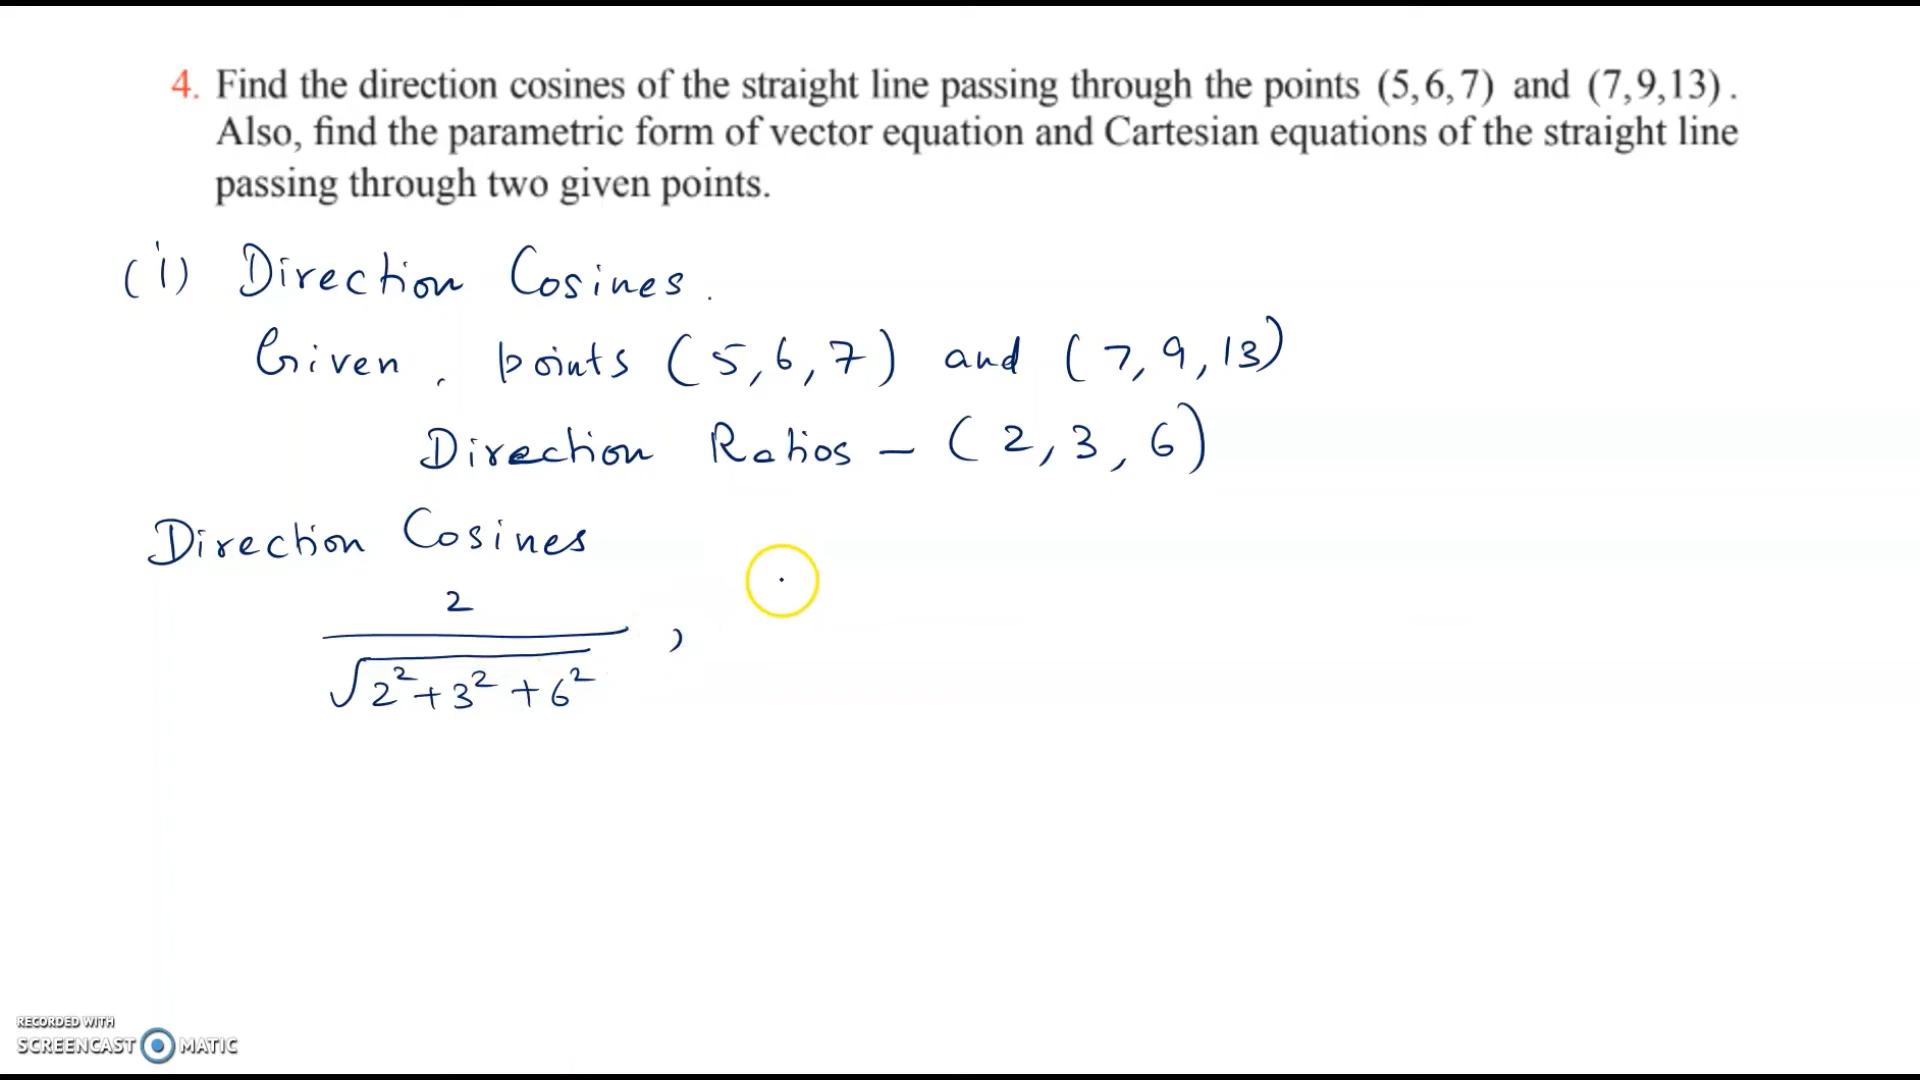 4. Find the direction cosines of the straight line passing through the points (5,6,7) and (7,9,13).
Also, find the parametric form of vector equation and Cartesian equations of the straight line
passing through two given points.
(i) Direction Cosines.
Given, points (5,6,7) and (7,9,13)
Direction Ratios – (2,3,6)
Direction Cosines
2
√2²+3²+6² ,
RECORDED WITH
SCREENCAST MATIC